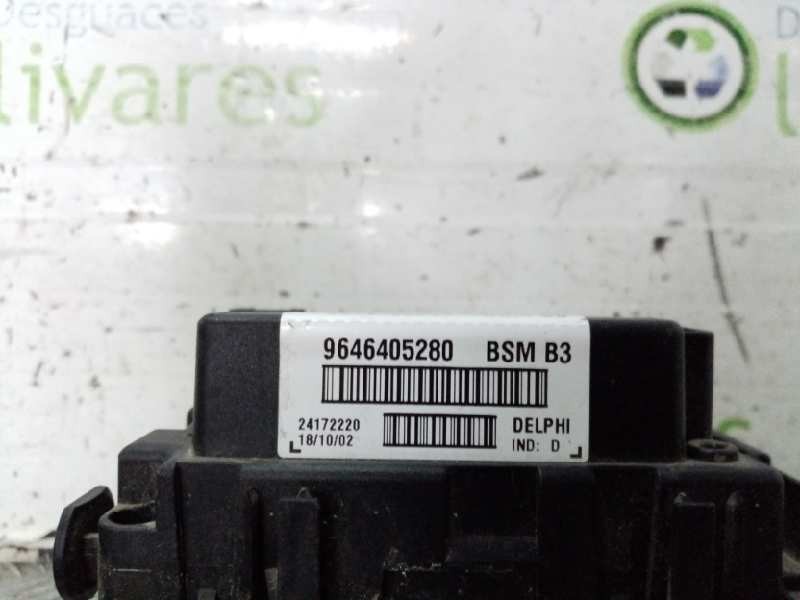 Desguaces
livares
D
9646405280 BSM B3
24172220 DELPHI
18/10/02 IND: D